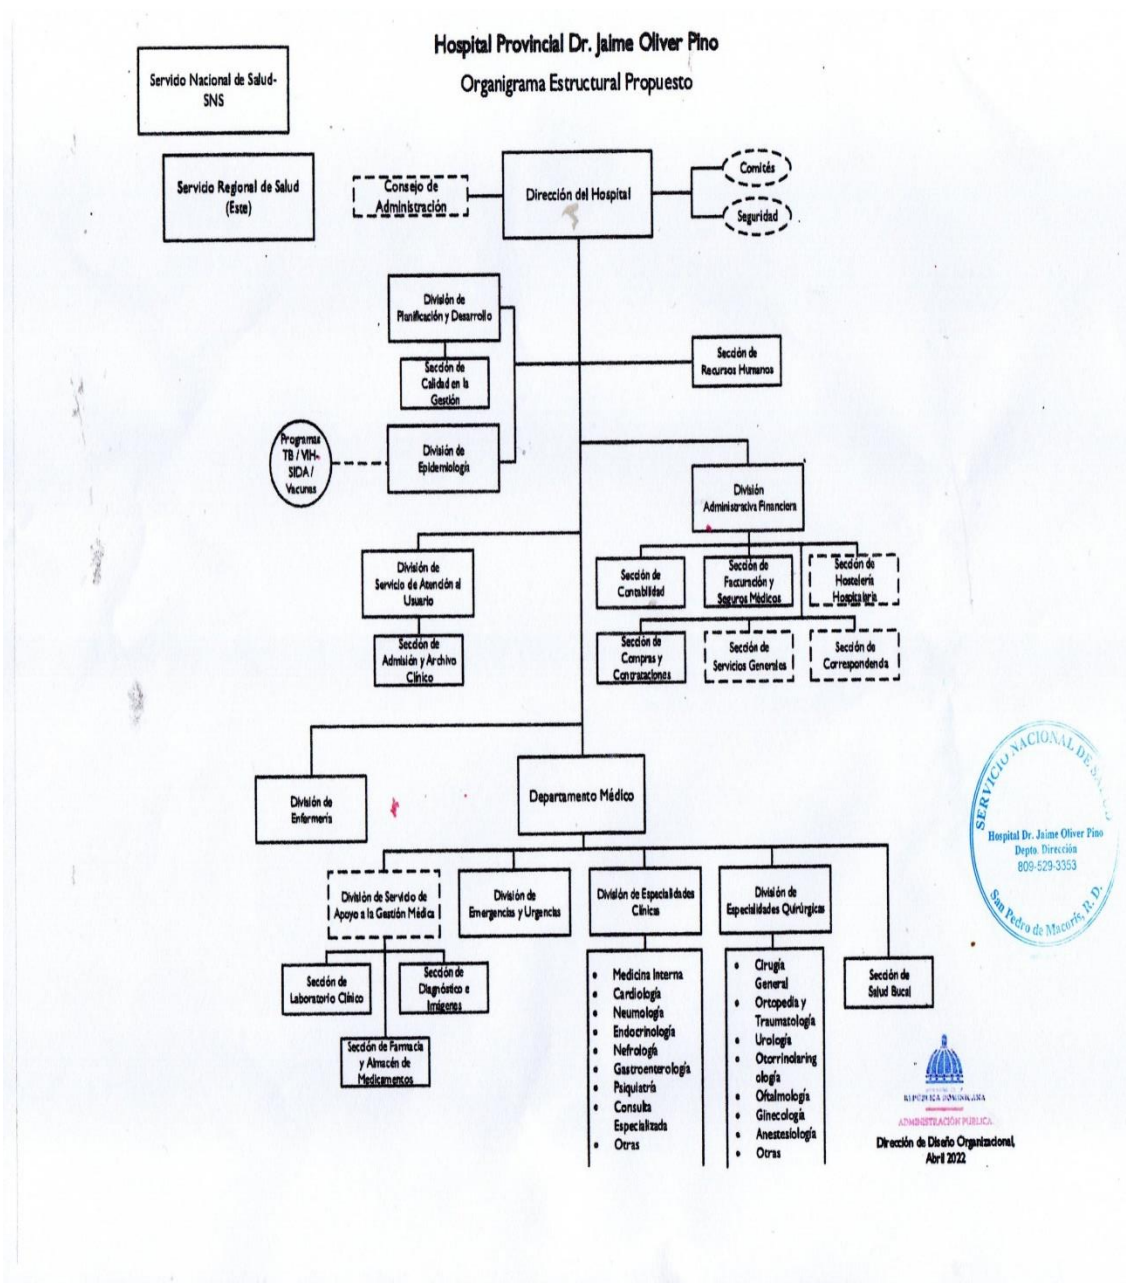 Hospital Provincial Dr. Jaime Oliver Pino
Organigrama Estructural Propuesto
Servicio Nacional de Salud-
SNS
Servicio Regional de Salud
(Este)
Consejo de
Administración
Dirección del Hospital
Comités
Seguridad
División de
Planificación y Desarrollo
Sección de
Calidad en la
Gestión
Sección de
Recursos Humanos
Programas
TB / VIH-
SIDA /
Vacunas
División de
Epidemiología
División
Administrativa Financiera
División de
Servicio de Atención al
Usuario
Sección de
Contabilidad
Sección de
Facturación y
Seguros Médicos
Sección de
Hostelería
Hospitalaria
Sección de
Admisión y Archivo
Clínico
Sección de
Compras y
Contrataciones
Sección de
Servicios Generales
Sección de
Correspondencia
División de
Enfermería
Departamento Médico
División de Servicio de
Apoyo a la Gestión Médica
División de
Emergencias y Urgencias
División de Especialidades
Clínicas
División de
Especialidades Quirúrgicas
Sección de
Laboratorio Clínico
Sección de
Diagnóstico e
Imágenes
Sección de Farmacia
y Almacén de
Medicamentos
• Medicina Interna
• Cardiología
• Neumología
• Endocrinología
• Nefrología
• Gastroenterología
• Psiquiatría
• Consulta
Especializada
• Otras
• Cirugía
General
• Ortopedia y
Traumatología
• Urología
• Otorrinolaring
ología
• Oftalmología
• Ginecología
• Anestesiología
• Otras
Sección de
Salud Bucal
SERVICIO NACIONAL DE
Hospital Dr. Jaime Oliver Pino
Depto. Dirección
809-529-3353
San Pedro de Macorís, R. D.
REPÚBLICA DOMINICANA
ADMINISTRACIÓN PÚBLICA
Dirección de Diseño Organizacional,
Abril 2022